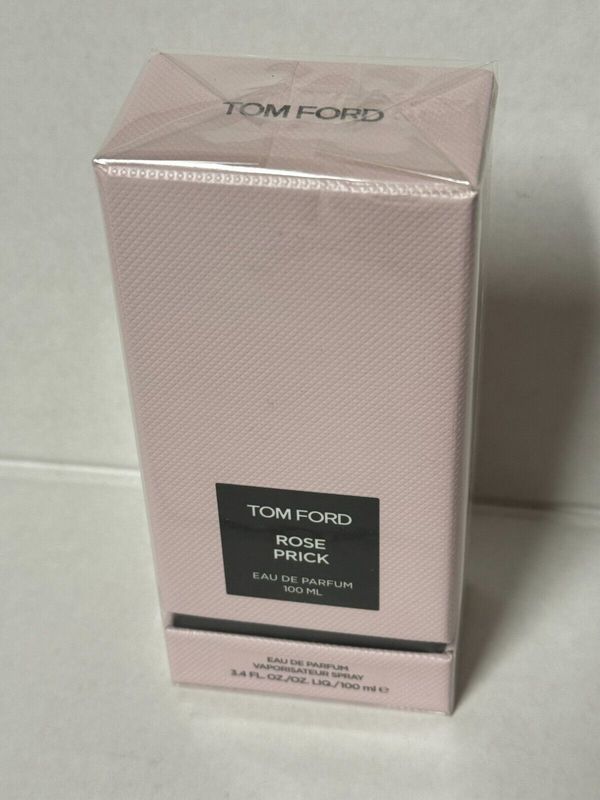 TOM FORD
TOM FORD
ROSE
PRICK
EAU DE PARFUM
100 ML
EAU DE PARFUM
VAPORISATEUR SPRAY
3.4 FL. OZ./OZ. LIQ./100 ml ℮